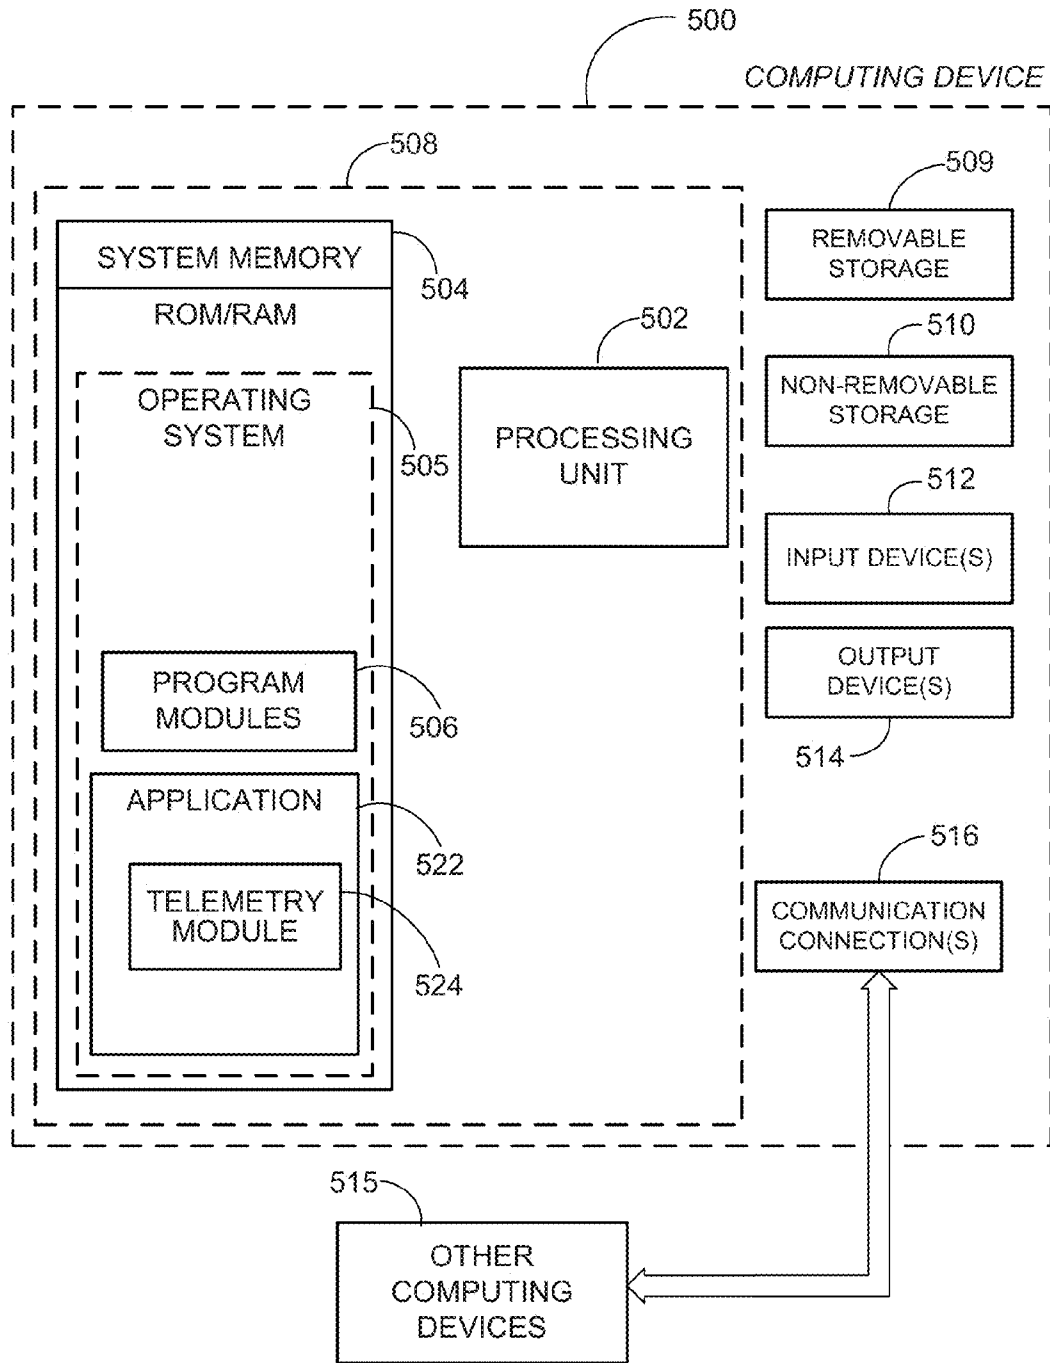 500
COMPUTING DEVICE
508
509
SYSTEM MEMORY
504
ROM/RAM
REMOVABLE
STORAGE
502
510
OPERATING
SYSTEM
505
PROCESSING
UNIT
NON-REMOVABLE
STORAGE
512
INPUT DEVICE(S)
PROGRAM
MODULES
506
OUTPUT
DEVICE(S)
514
APPLICATION
522
TELEMETRY
MODULE
524
516
COMMUNICATION
CONNECTION(S)
515
OTHER
COMPUTING
DEVICES